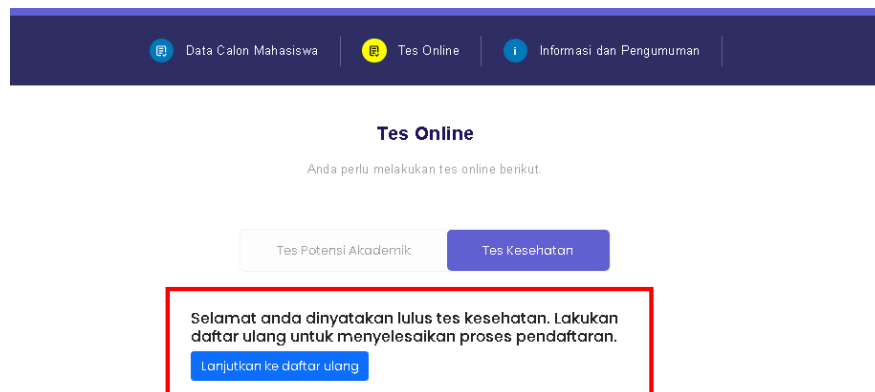 Data Calon Mahasiswa
Tes Online
Informasi dan Pengumuman
Tes Online
Anda perlu melakukan tes online berikut.
Tes Potensi Akademik
Tes Kesehatan
Selamat anda dinyatakan lulus tes kesehatan. Lakukan
daftar ulang untuk menyelesaikan proses pendaftaran.
Lanjutkan ke daftar ulang